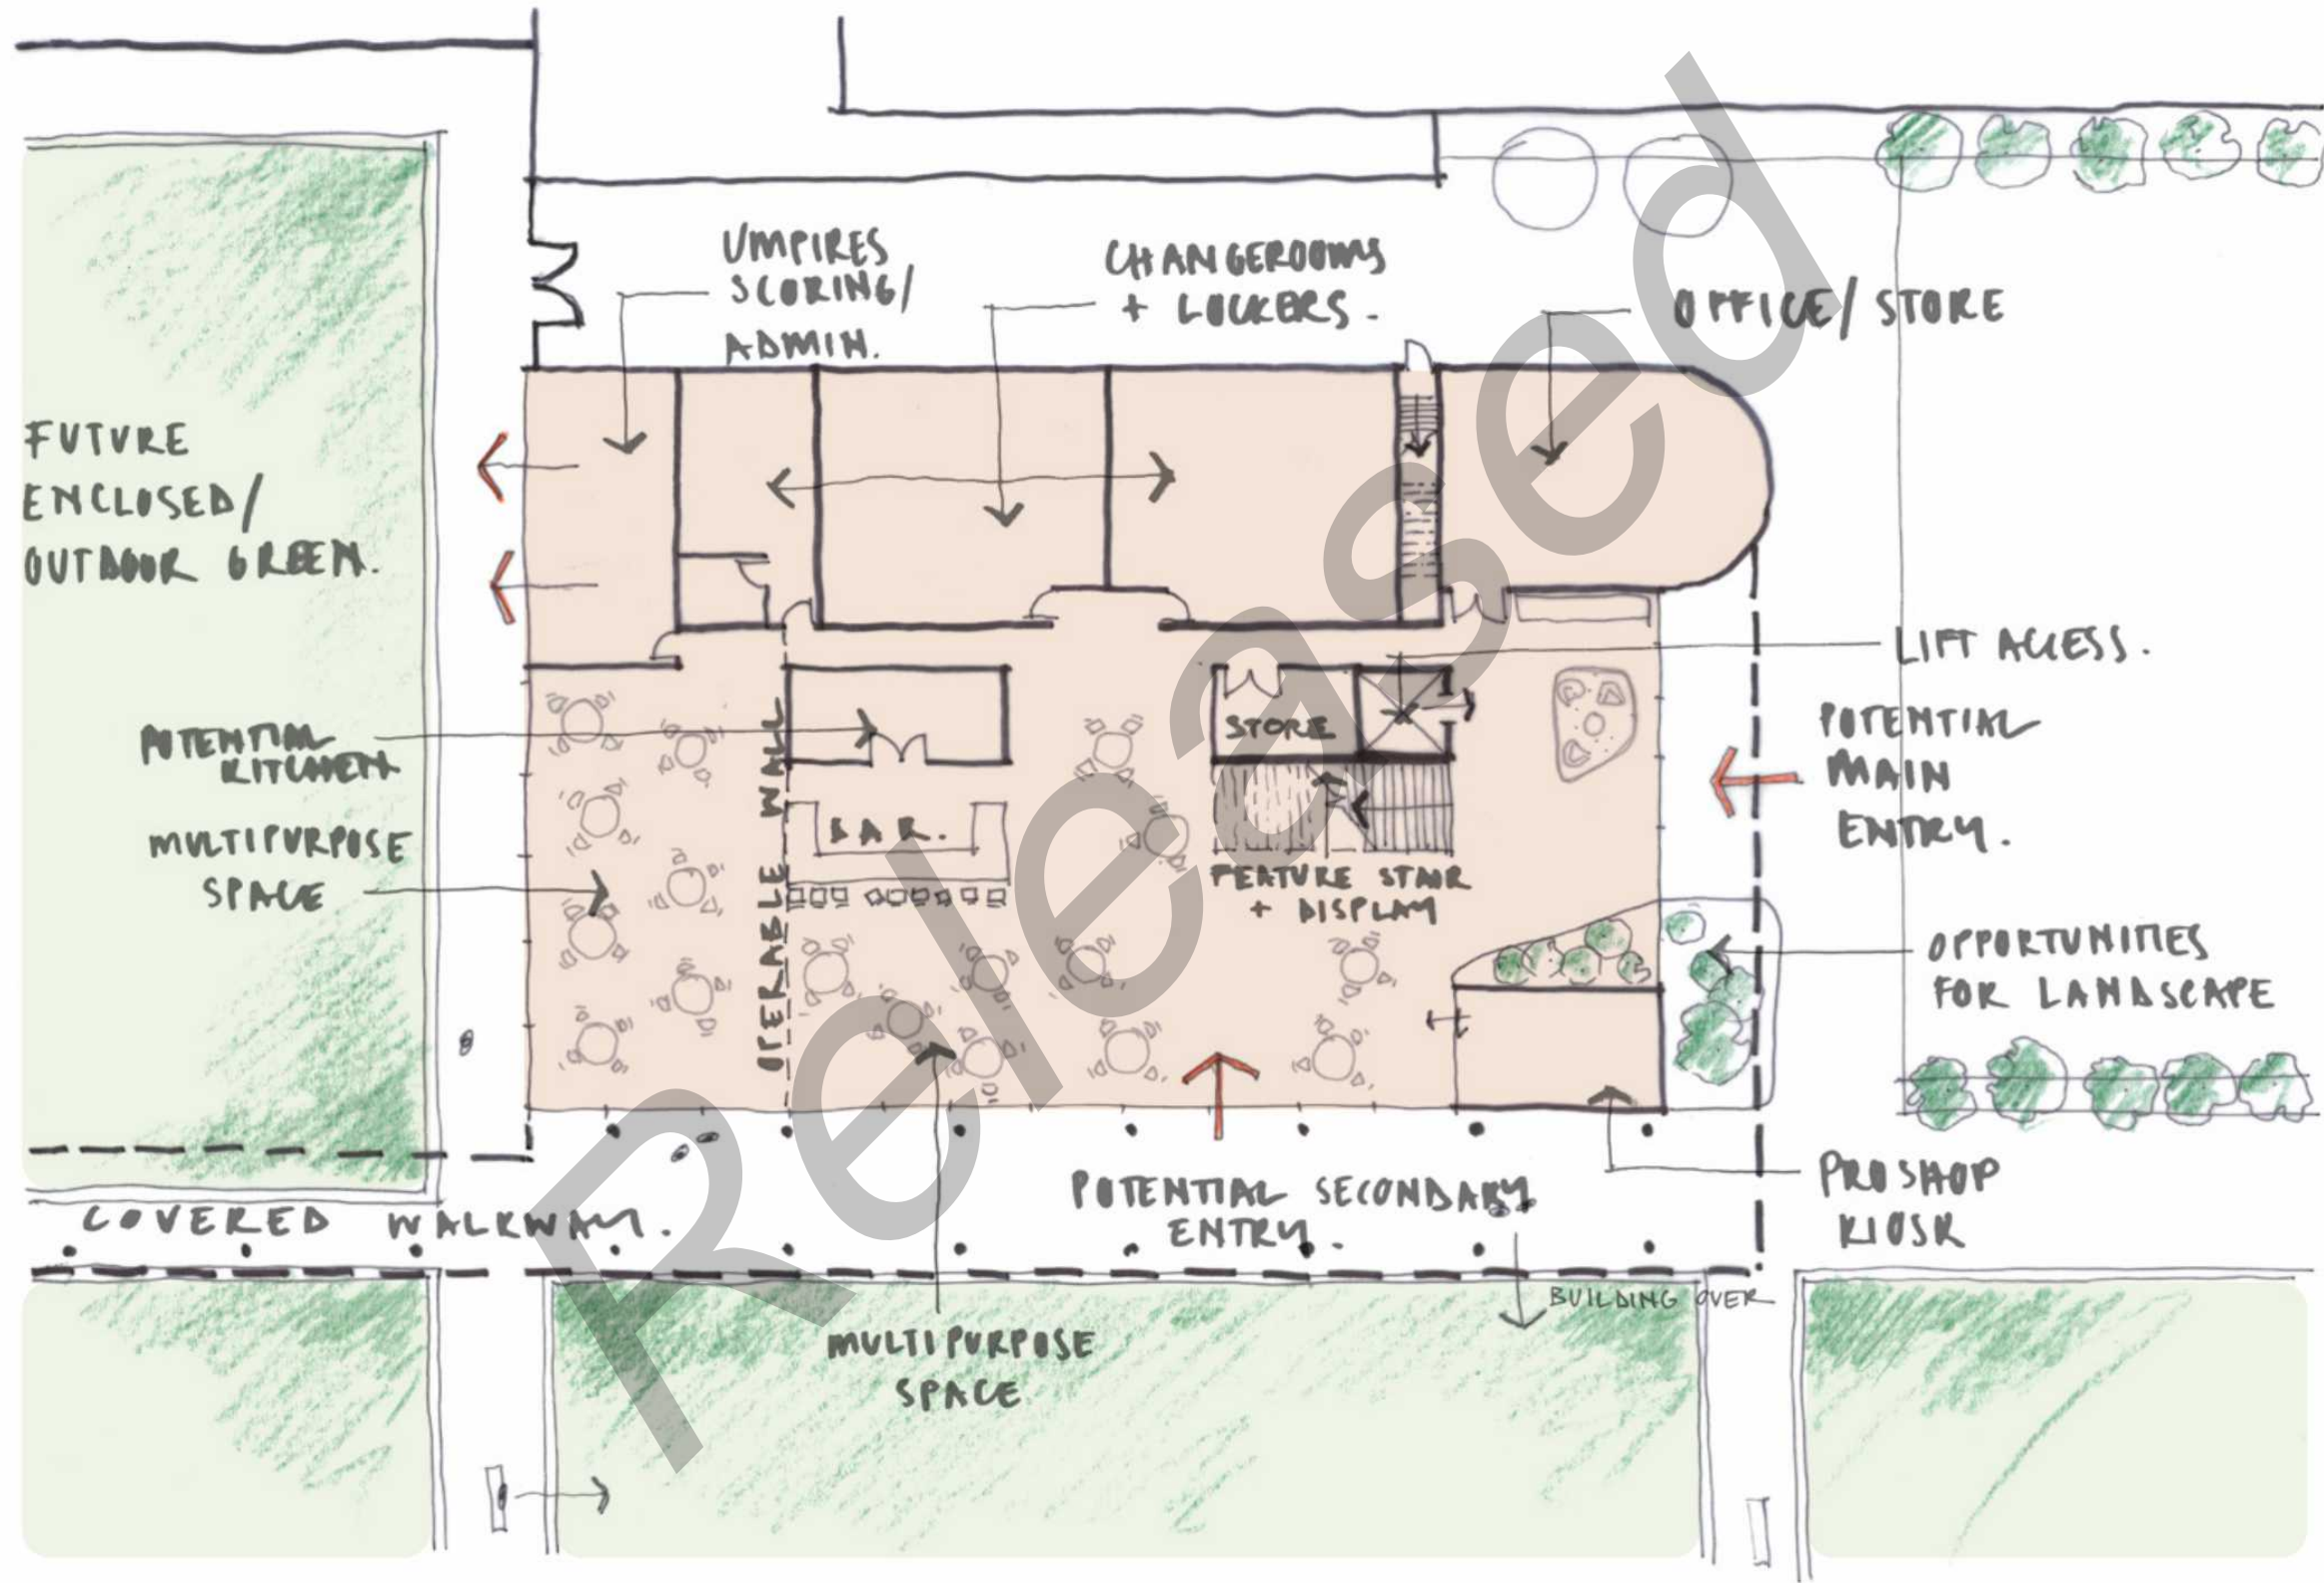 UMPIRES
SCORING/
ADMIN.
CHANGEROOMS
+ LOCKERS.
OFFICE/STORE
FUTURE
ENCLOSED/
OUTDOOR GREEN.
LIFT ACCESS.
POTENTIAL
KITCHEN
STORE
POTENTIAL
MAIN
ENTRY.
MULTIPURPOSE
SPACE
OPERABLE WALL
BAR.
FEATURE STAIR
+ DISPLAY
OPPORTUNITIES
FOR LANDSCAPE
PROSHOP
KIOSK
COVERED WALKWAY.
POTENTIAL SECONDARY
ENTRY.
BUILDING OVER
MULTIPURPOSE
SPACE
Released